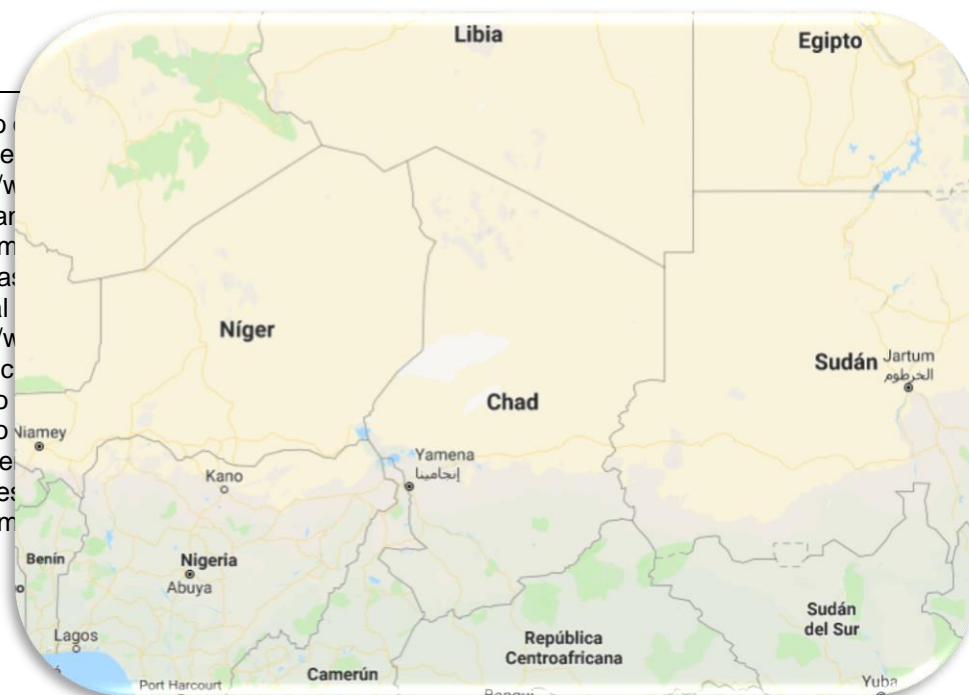 Libia
Egipto
Níger
Sudán
Jartum
الخرطوم
Chad
Niamey
Yamena
إنجامينا
Kano
Benín
Nigeria
Abuya
Lagos
Sudán
del Sur
República
Centroafricana
Camerún
Port Harcourt
Yuba